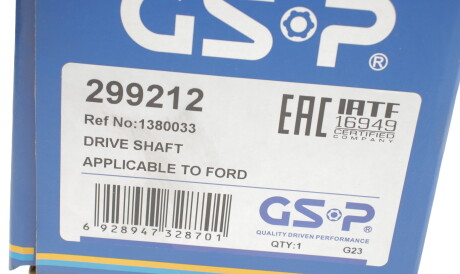 GSP®
299212
Ref No:1380033
DRIVE SHAFT
APPLICABLE TO FORD
EAC
IATF
16949
CERTIFIED
COMPANY
6 928947 328701
GSP®
QUALITY DRIVEN PERFORMANCE
QTY:1
G23